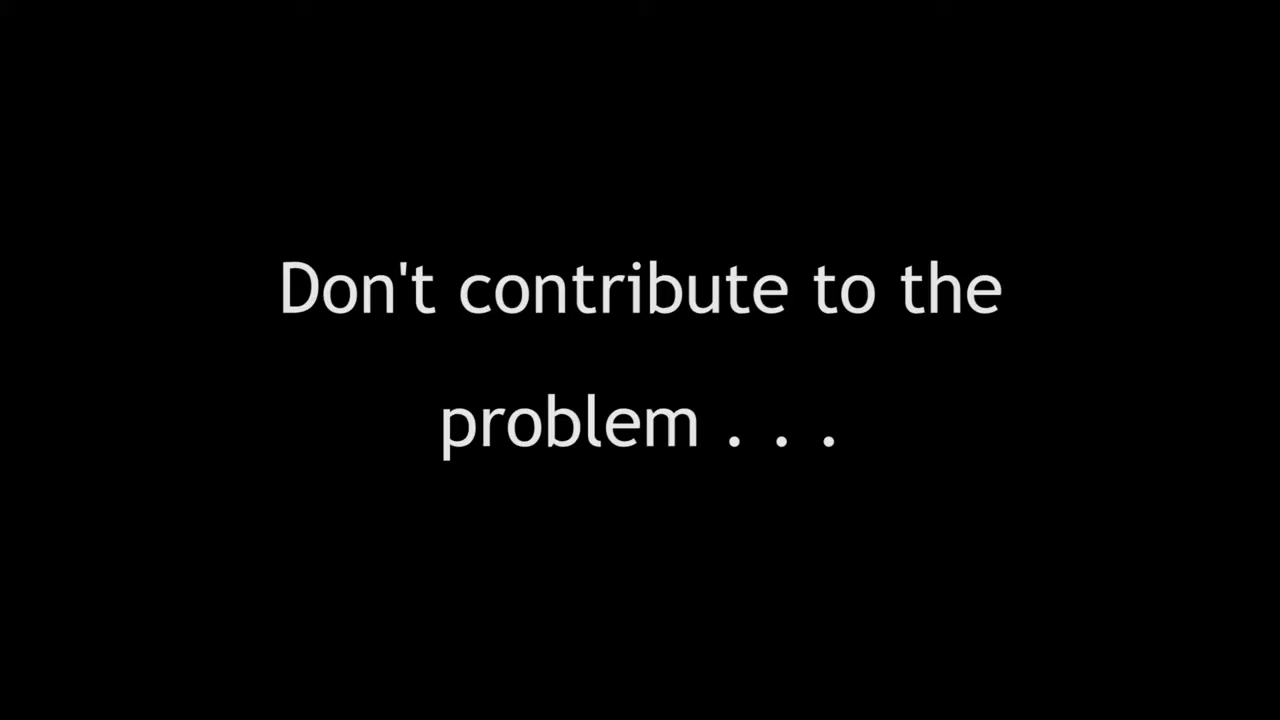 Don't contribute to the
problem . . .